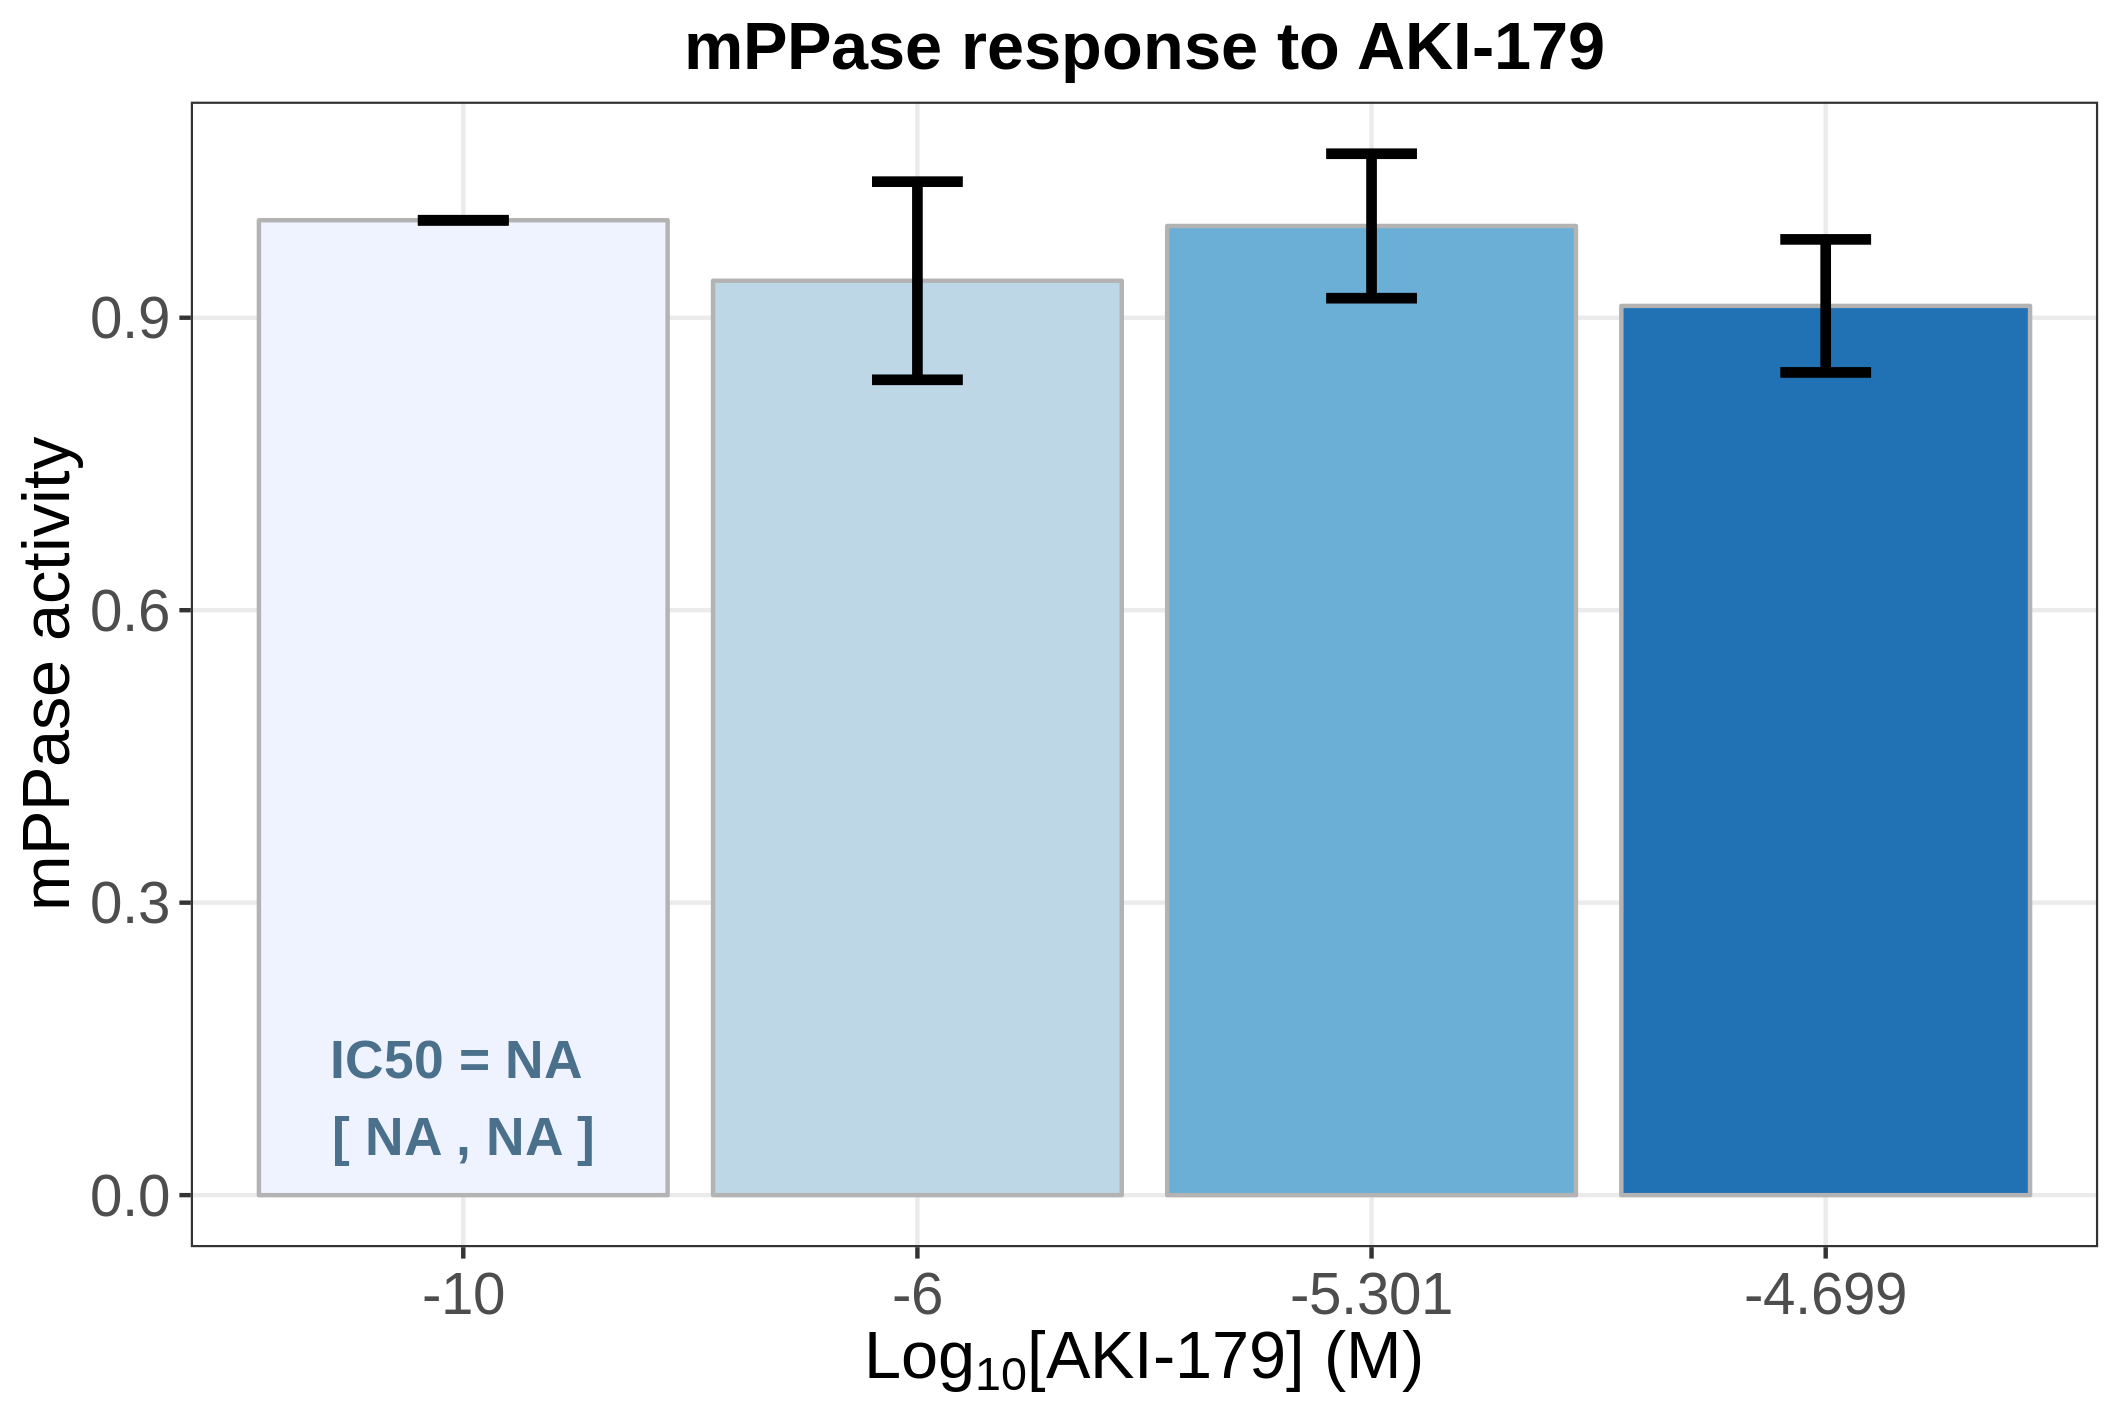 mPPase response to AKI-179
mPPase activity
0.9
0.6
0.3
0.0
IC50 = NA
[ NA , NA ]
-10
-6
-5.301
-4.699
Log10[AKI-179] (M)